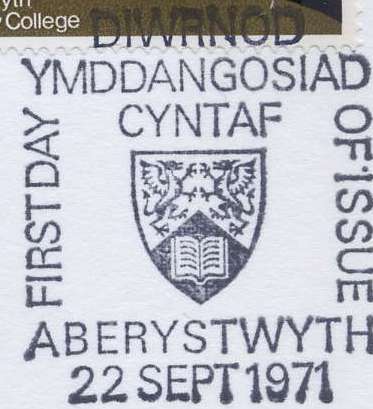 College
DIWRNOD
YMDDANGOSIAD
CYNTAF
FIRST DAY
OF ISSUE
ABERYSTWYTH
22 SEPT 1971